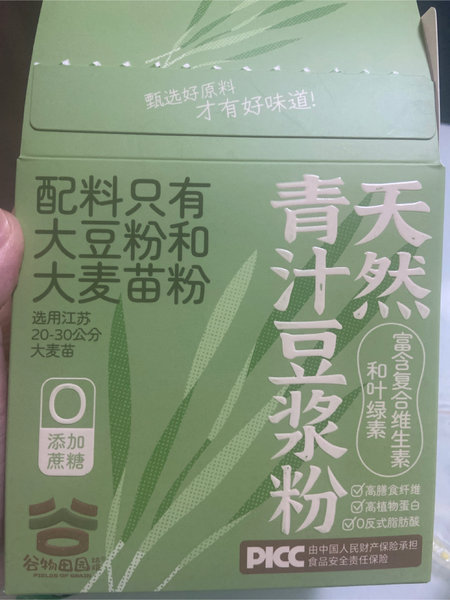 甄选好原料
才有好味道!
配料只有
大豆粉和
大麦苗粉
选用江苏
20-30公分
大麦苗
0
添加
蔗糖
天然
青汁豆浆粉
富含复合维生素
和叶绿素
高膳食纤维
高植物蛋白
0反式脂肪酸
谷物田园
FIELDS OF GRAIN
PICC
由中国人民财产保险承担
食品安全责任保险